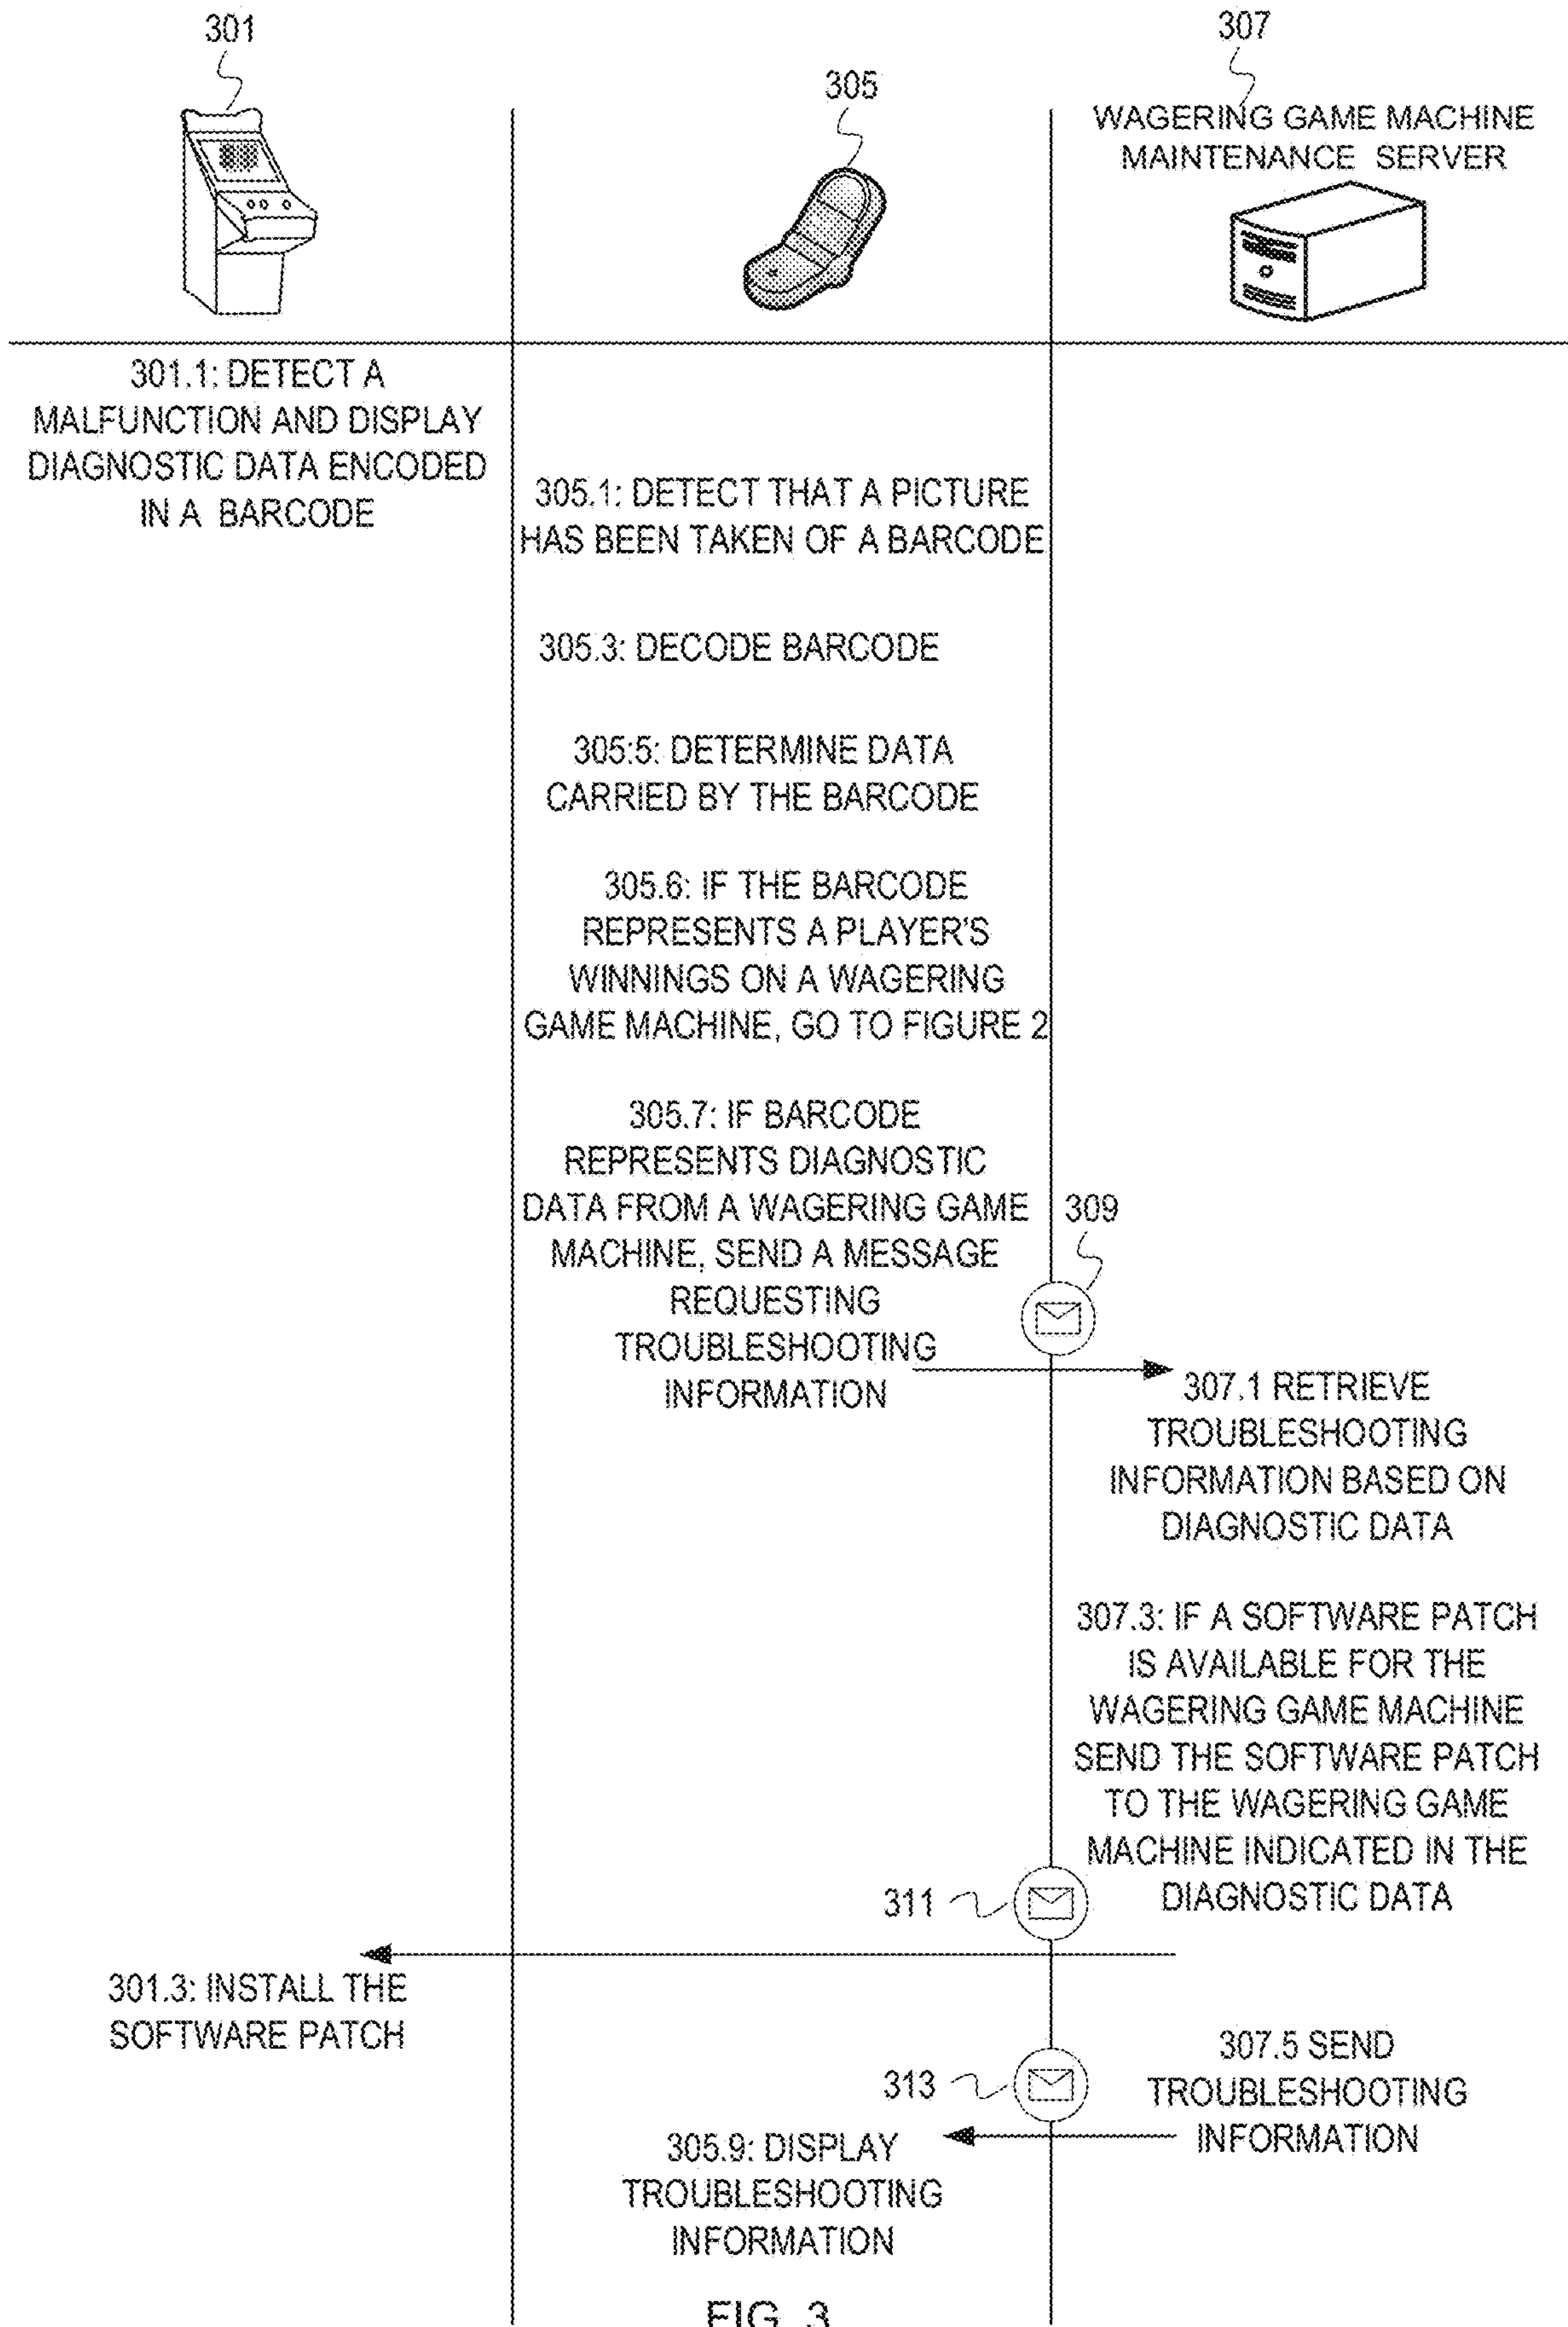 301
305
307
WAGERING GAME MACHINE
MAINTENANCE SERVER
301.1: DETECT A
MALFUNCTION AND DISPLAY
DIAGNOSTIC DATA ENCODED
IN A BARCODE
305.1: DETECT THAT A PICTURE
HAS BEEN TAKEN OF A BARCODE
305.3: DECODE BARCODE
305:5: DETERMINE DATA
CARRIED BY THE BARCODE
305.6: IF THE BARCODE
REPRESENTS A PLAYER'S
WINNINGS ON A WAGERING
GAME MACHINE, GO TO FIGURE 2
305.7: IF BARCODE
REPRESENTS DIAGNOSTIC
DATA FROM A WAGERING GAME
MACHINE, SEND A MESSAGE
REQUESTING
TROUBLESHOOTING
INFORMATION
309
307.1 RETRIEVE
TROUBLESHOOTING
INFORMATION BASED ON
DIAGNOSTIC DATA
307.3: IF A SOFTWARE PATCH
IS AVAILABLE FOR THE
WAGERING GAME MACHINE
SEND THE SOFTWARE PATCH
TO THE WAGERING GAME
MACHINE INDICATED IN THE
DIAGNOSTIC DATA
311
301.3: INSTALL THE
SOFTWARE PATCH
307.5 SEND
TROUBLESHOOTING
INFORMATION
313
305.9: DISPLAY
TROUBLESHOOTING
INFORMATION
FIG. 3